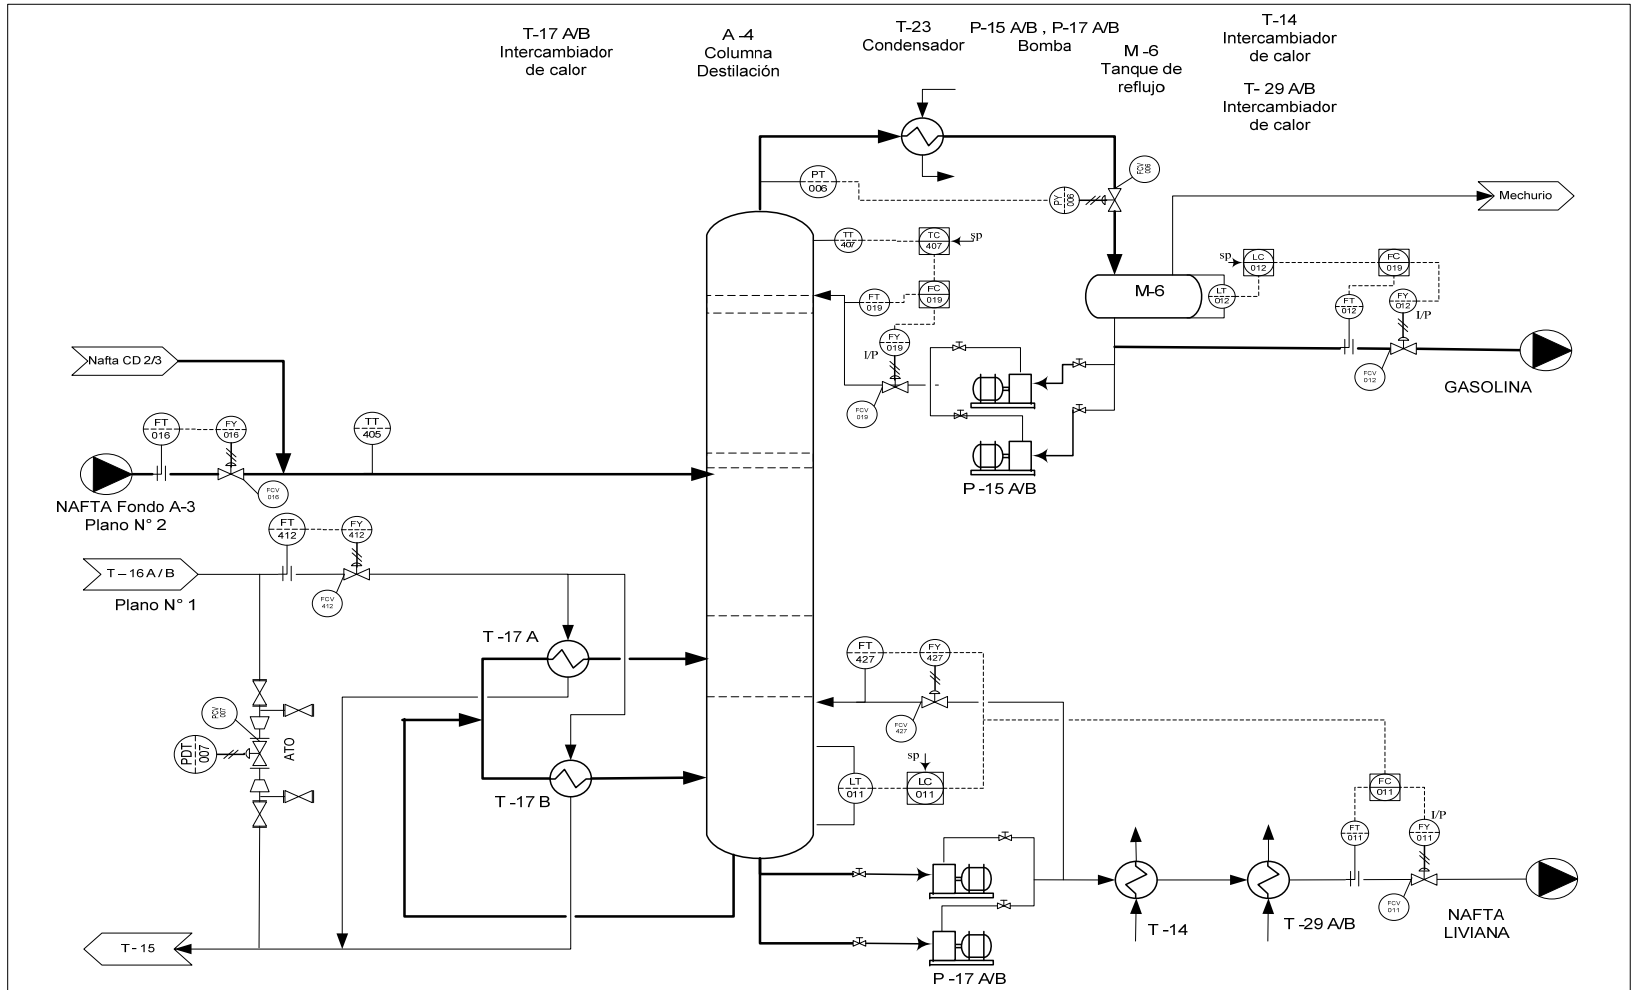 T-17 A/B
Intercambiador
de calor
A -4
Columna
Destilación
T-23
Condensador
P-15 A/B , P-17 A/B
Bomba
M -6
Tanque de
reflujo
T-14
Intercambiador
de calor
T- 29 A/B
Intercambiador
de calor
PT
006
PY
006
FCV
006
Mechurio
TT
407
TC
407
sp
FT
019
FC
019
FY
019
I/P
FCV
019
M-6
LT
012
sp
LC
012
FC
019
FT
012
FY
012
I/P
FCV
012
GASOLINA
P -15 A/B
Nafta CD 2/3
FT
016
FY
016
FCV
016
TT
405
NAFTA Fondo A-3
Plano N° 2
FT
412
FY
412
FCV
412
T – 16 A / B
Plano N° 1
T -17 A
T -17 B
PCV
007
PDT
007
ATO
T - 15
FT
427
FY
427
FCV
427
LT
011
sp
LC
011
FC
011
FT
011
FY
011
I/P
FCV
011
T -14
T -29 A/B
NAFTA
LIVIANA
P -17 A/B